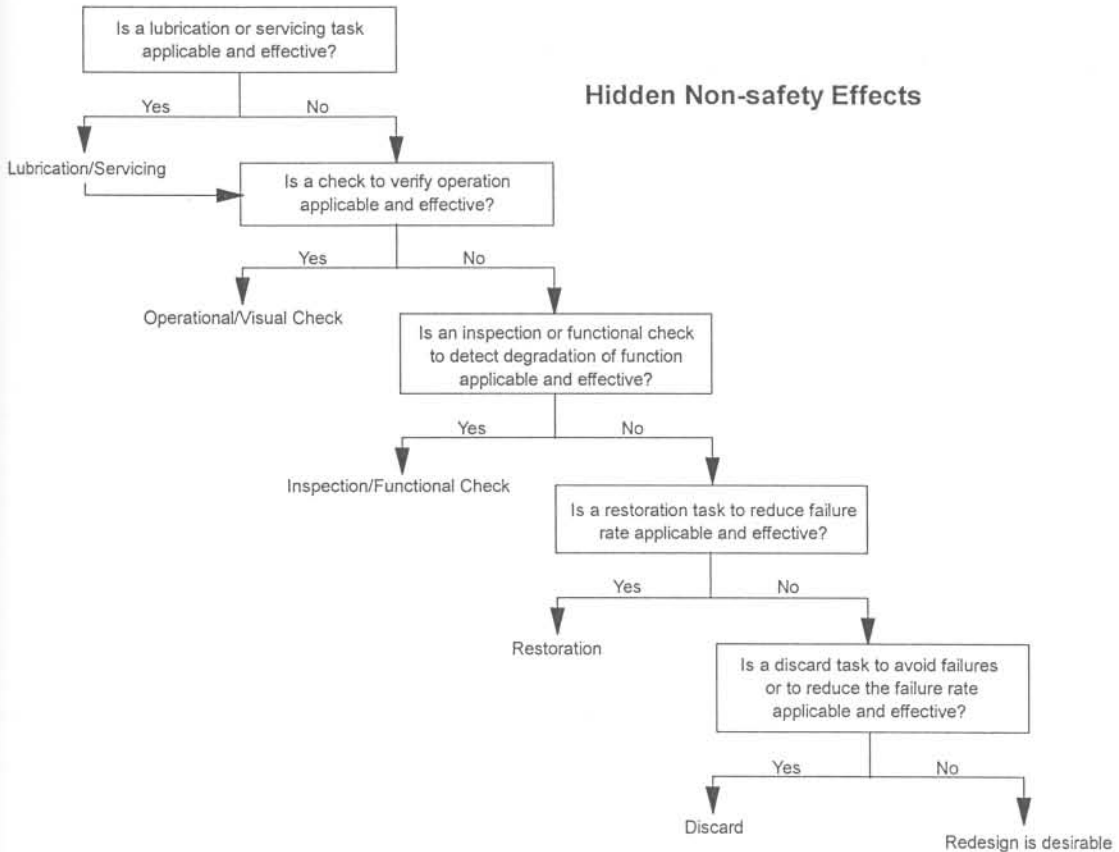 Is a lubrication or servicing task
applicable and effective?
Hidden Non-safety Effects
Yes
No
Lubrication/Servicing
Is a check to verify operation
applicable and effective?
Yes
No
Operational/Visual Check
Is an inspection or functional check
to detect degradation of function
applicable and effective?
Yes
No
Inspection/Functional Check
Is a restoration task to reduce failure
rate applicable and effective?
Yes
No
Restoration
Is a discard task to avoid failures
or to reduce the failure rate
applicable and effective?
Yes
No
Discard
Redesign is desirable